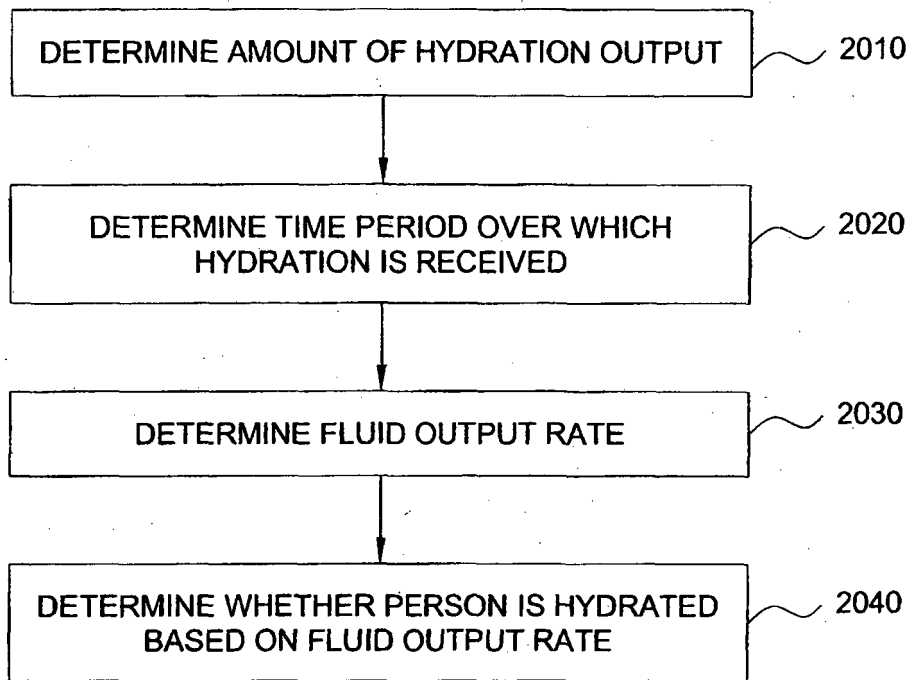 DETERMINE AMOUNT OF HYDRATION OUTPUT
2010
DETERMINE TIME PERIOD OVER WHICH
HYDRATION IS RECEIVED
2020
DETERMINE FLUID OUTPUT RATE
2030
DETERMINE WHETHER PERSON IS HYDRATED
BASED ON FLUID OUTPUT RATE
2040